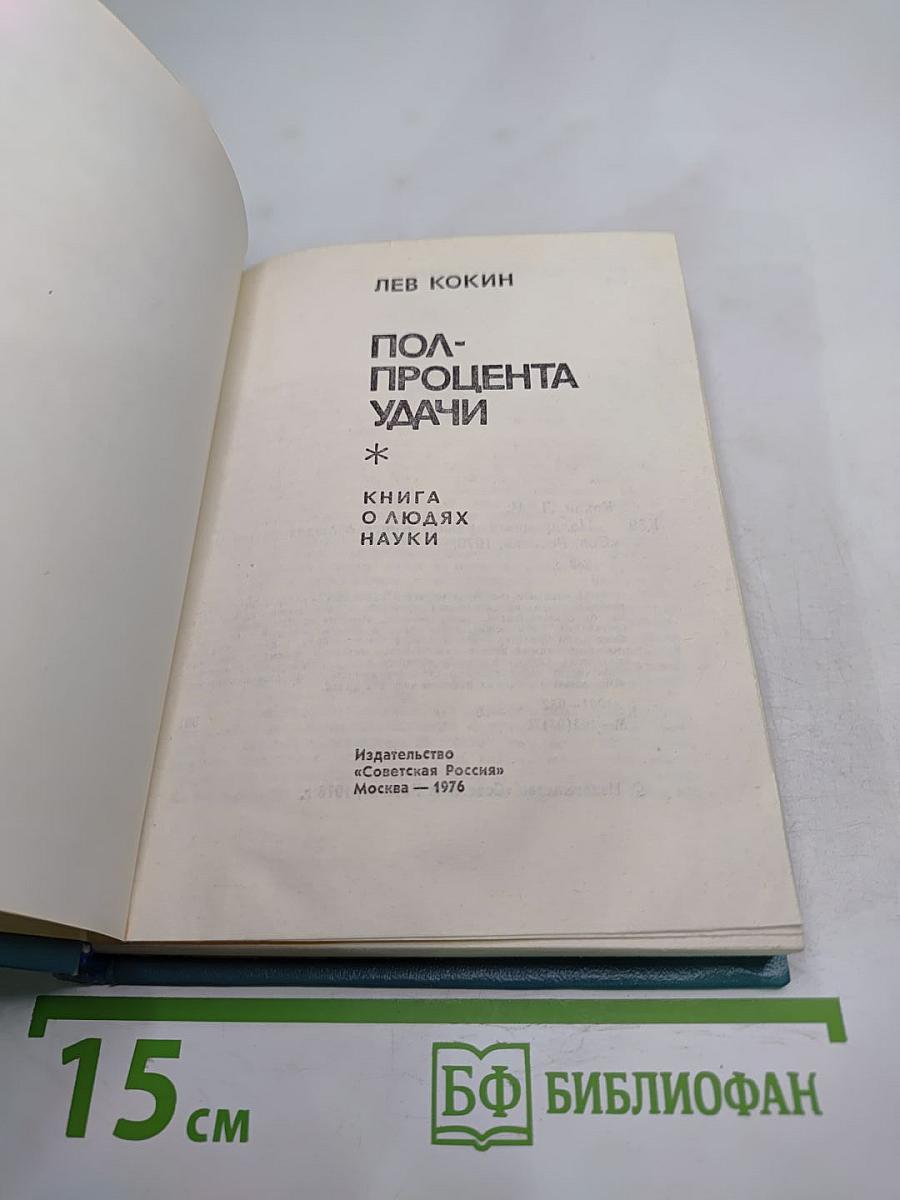 ЛЕВ КОКИН
ПОЛ-
ПРОЦЕНТА
УДАЧИ
*
КНИГА
О ЛЮДЯХ
НАУКИ
Издательство
«Советская Россия»
Москва — 1976
15 см
БФ БИБЛИОФАН